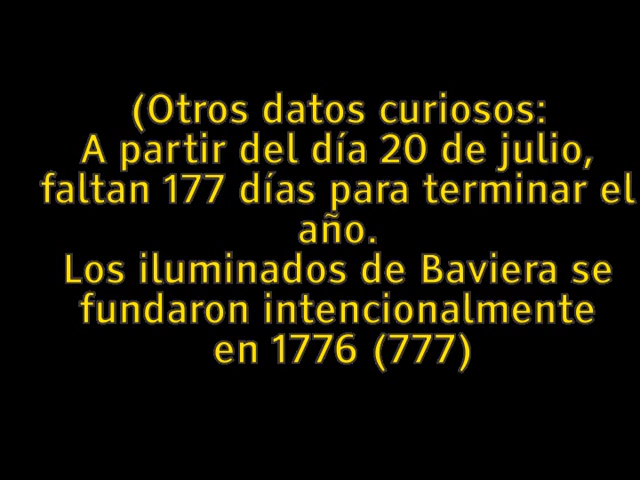 (Otros datos curiosos:
A partir del día 20 de julio,
faltan 177 días para terminar el
año.
Los iluminados de Baviera se
fundaron intencionalmente
en 1776 (777)